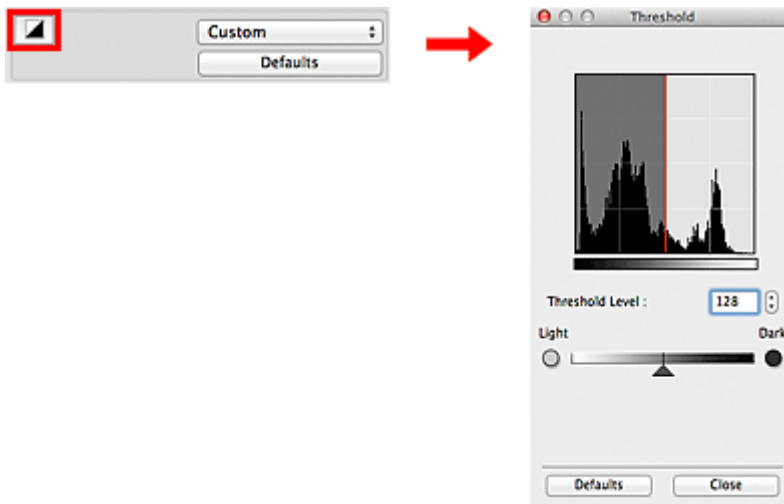 Custom
Defaults
Threshold
Threshold Level :
128
Light
Dark
Defaults
Close